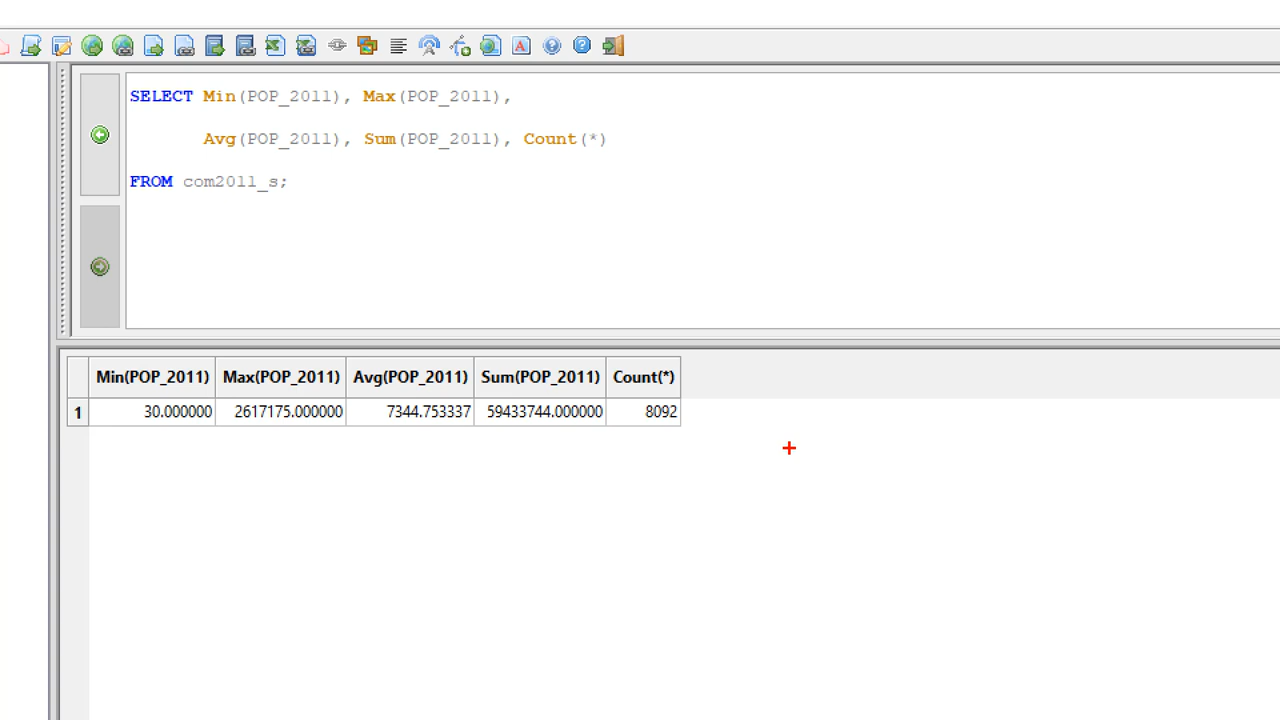 SELECT Min(POP_2011), Max(POP_2011),
Avg(POP_2011), Sum(POP_2011), Count(*)
FROM com2011_s;
Min(POP_2011) Max(POP_2011) Avg(POP_2011) Sum(POP_2011) Count(*)
1 30.000000 2617175.000000 7344.753337 59433744.000000 8092